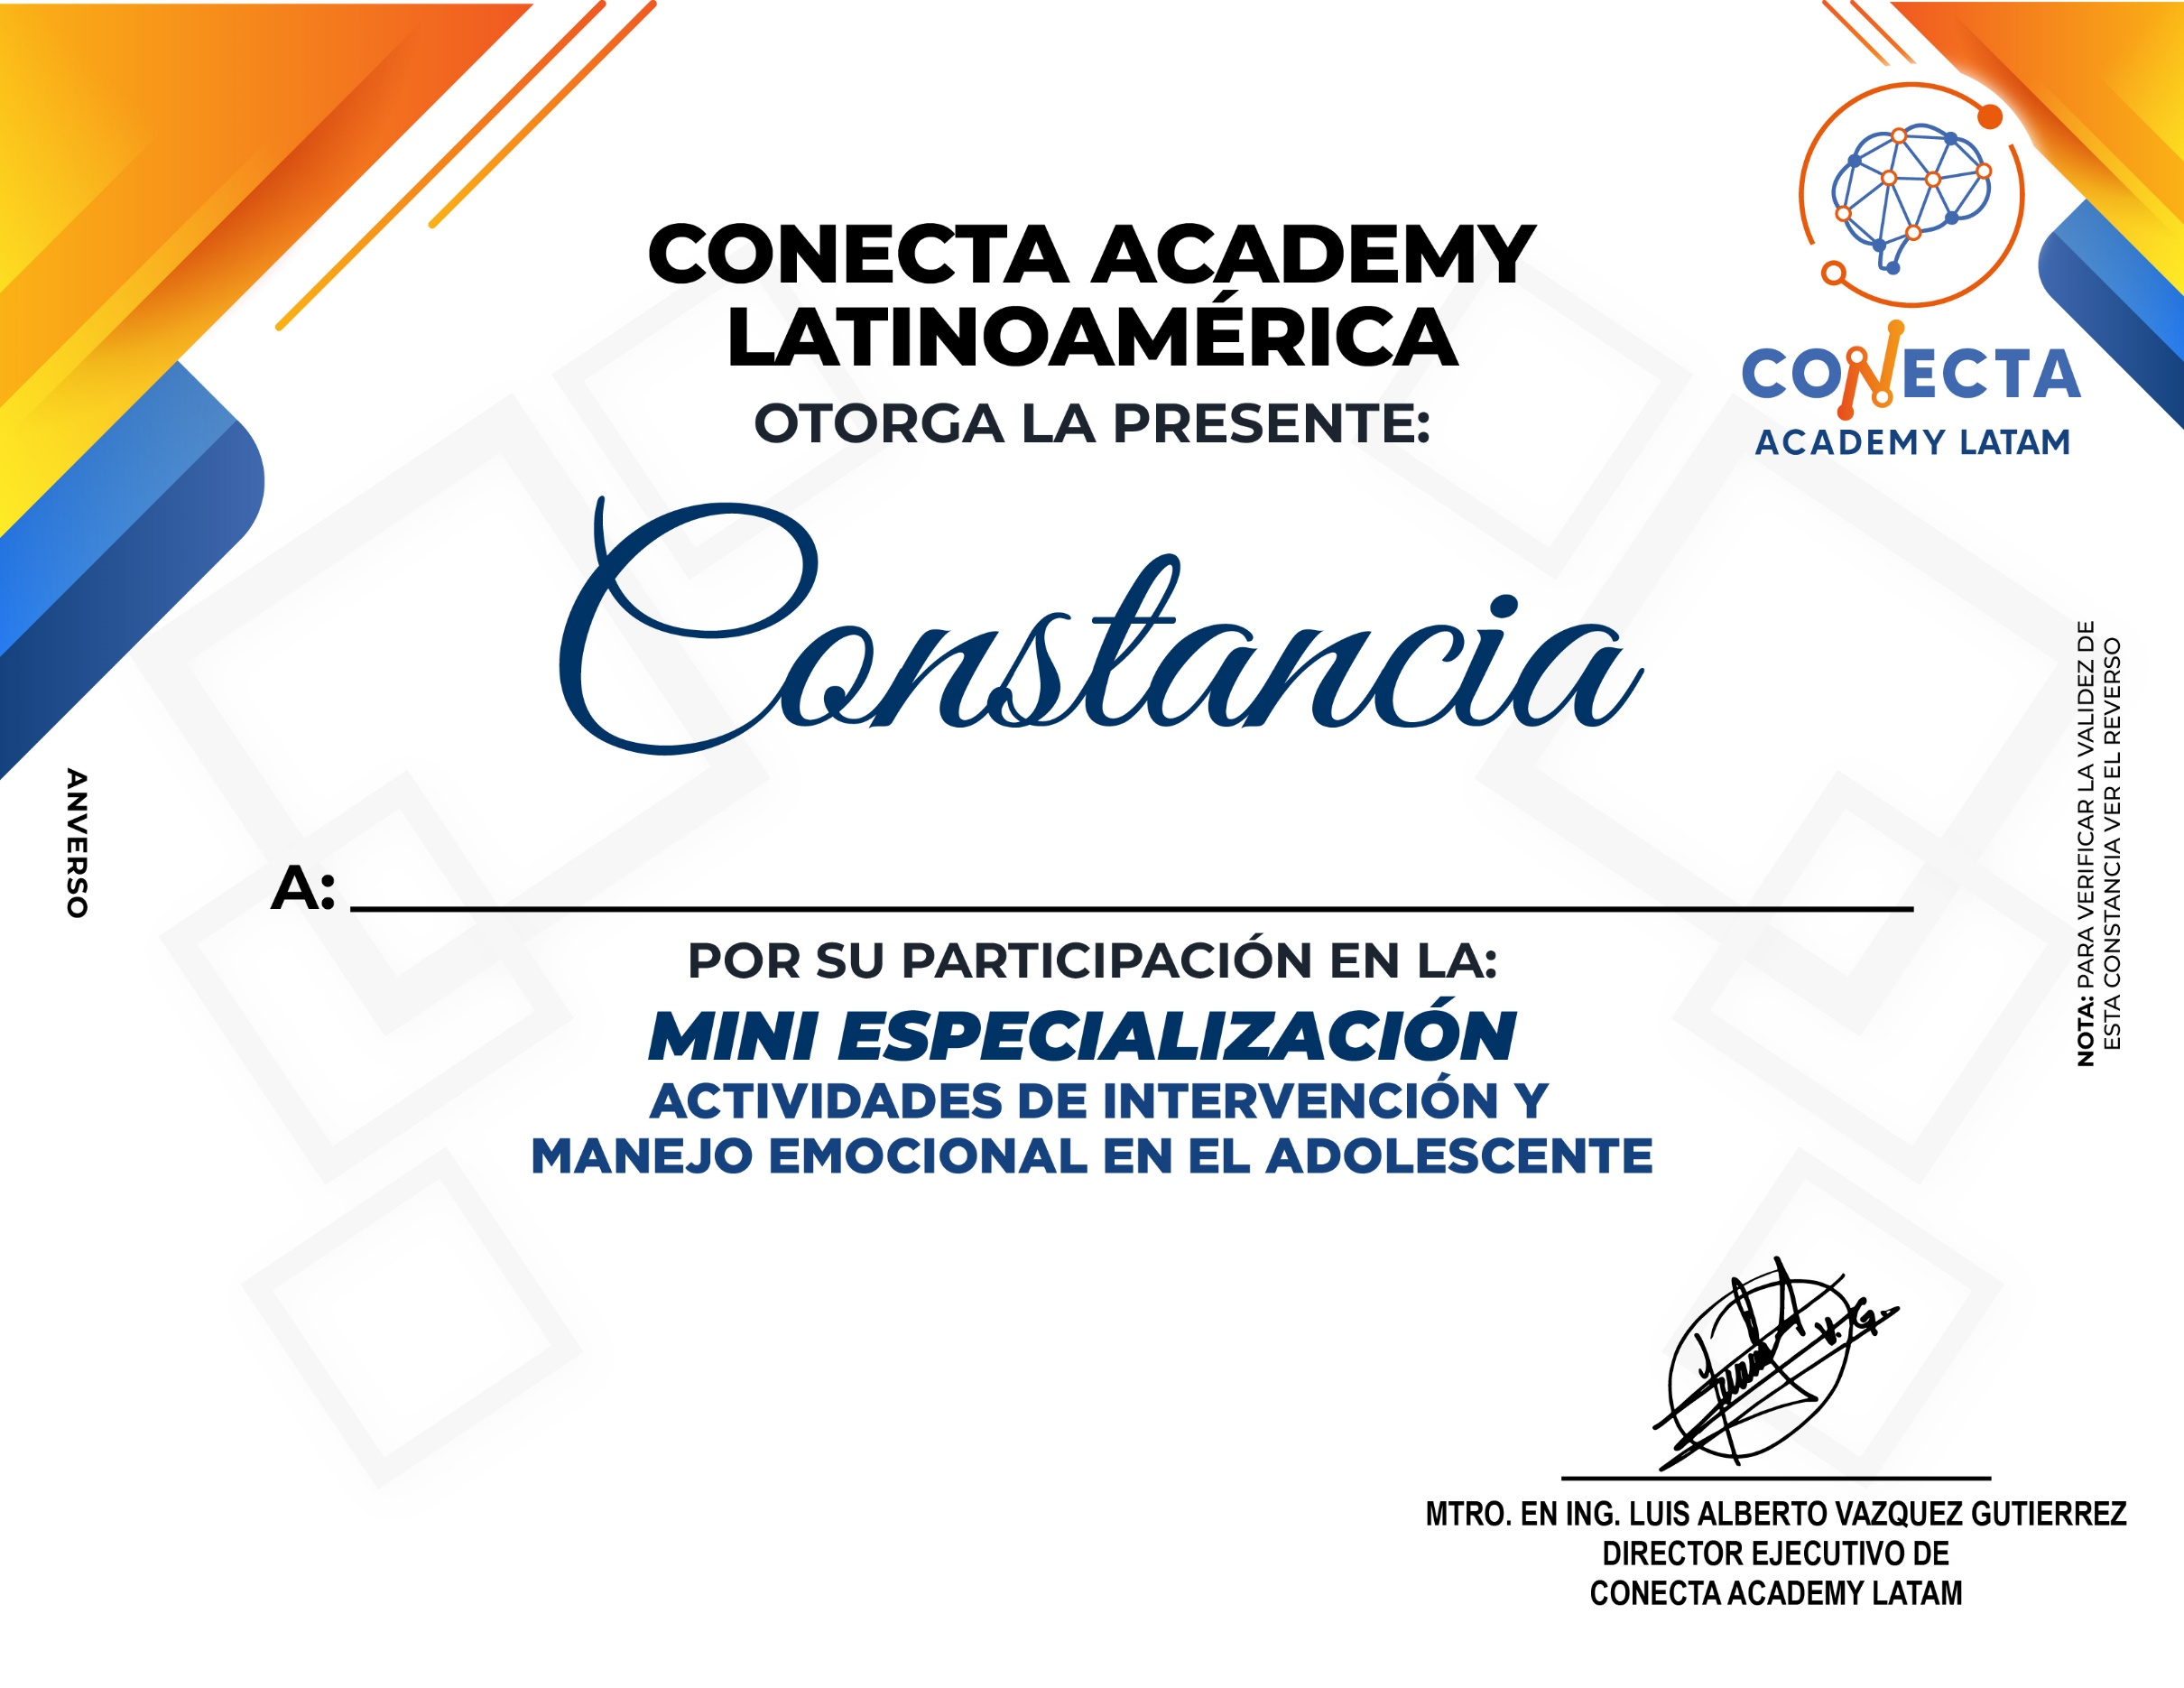 CONECTA ACADEMY
LATINOAMÉRICA
OTORGA LA PRESENTE:
CONECTA
ACADEMY LATAM
Constancia
ANVERSO
NOTA: PARA VERIFICAR LA VALIDEZ DE
ESTA CONSTANCIA VER EL REVERSO
A:
POR SU PARTICIPACIÓN EN LA:
MINI ESPECIALIZACIÓN
ACTIVIDADES DE INTERVENCIÓN Y
MANEJO EMOCIONAL EN EL ADOLESCENTE
V. G.
MTRO. EN ING. LUIS ALBERTO VAZQUEZ GUTIERREZ
DIRECTOR EJECUTIVO DE
CONECTA ACADEMY LATAM